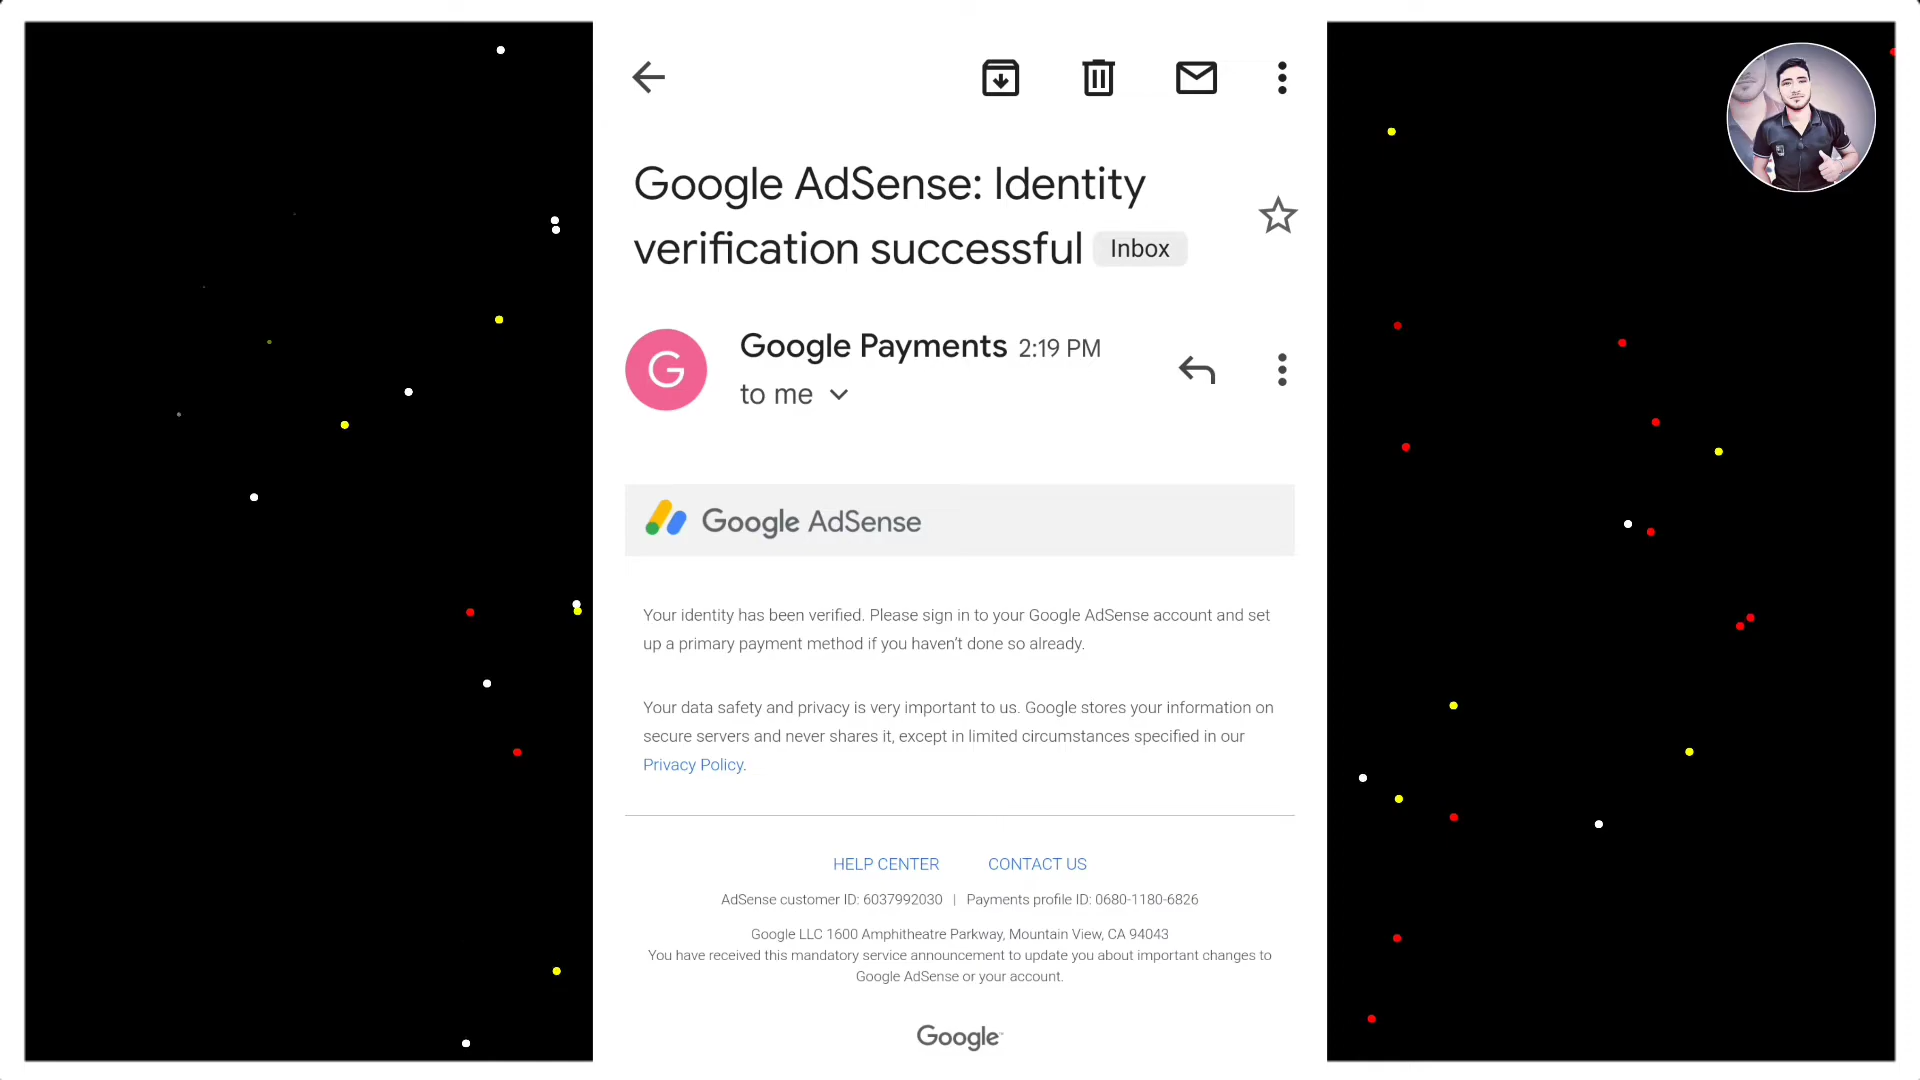 Google AdSense: Identity
verification successful Inbox
G
Google Payments 2:19 PM
to me
Google AdSense
Your identity has been verified. Please sign in to your Google AdSense account and set
up a primary payment method if you haven’t done so already.
Your data safety and privacy is very important to us. Google stores your information on
secure servers and never shares it, except in limited circumstances specified in our
Privacy Policy.
HELP CENTER CONTACT US
AdSense customer ID: 6037992030 | Payments profile ID: 0680-1180-6826
Google LLC 1600 Amphitheatre Parkway, Mountain View, CA 94043
You have received this mandatory service announcement to update you about important changes to
Google AdSense or your account.
Google